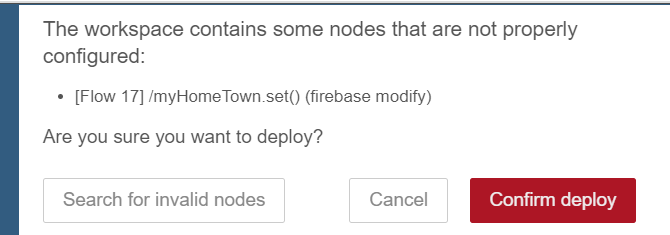 The workspace contains some nodes that are not properly
configured:
• [Flow 17] /myHomeTown.set() (firebase modify)
Are you sure you want to deploy?
Search for invalid nodes Cancel Confirm deploy